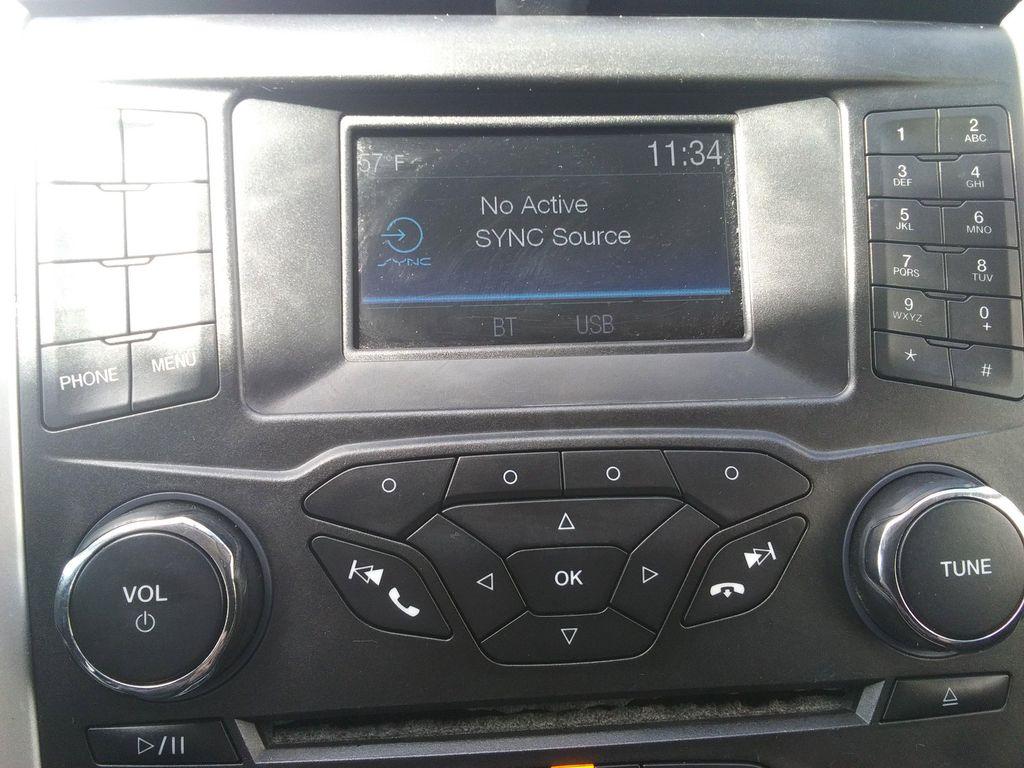 57°F
11:34
No Active
SYNC Source
SYNC
BT USB
PHONE MENU
1
2
ABC
3
DEF
4
GHI
5
JKL
6
MNO
7
PQRS
8
TUV
9
WXYZ
0
+
*
#
OK
VOL
TUNE